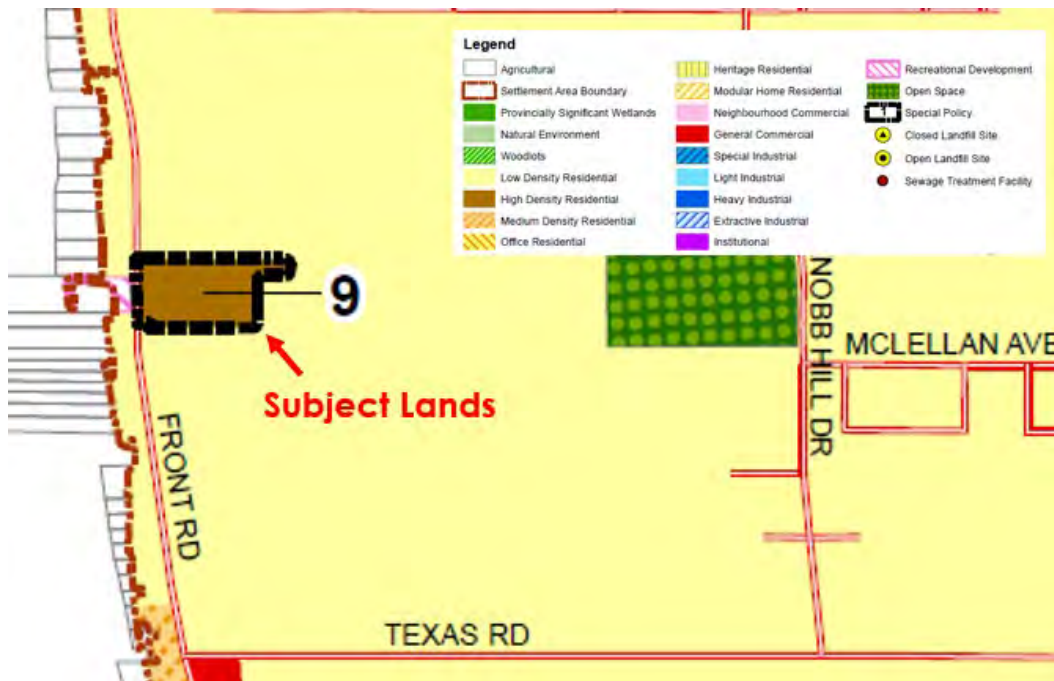 Legend
Agricultural
Settlement Area Boundary
Provincially Significant Wetlands
Natural Environment
Woodlots
Low Density Residential
High Density Residential
Medium Density Residential
Office Residential
Heritage Residential
Modular Home Residential
Neighbourhood Commercial
General Commercial
Special Industrial
Light Industrial
Heavy Industrial
Extractive Industrial
Institutional
Recreational Development
Open Space
1 Special Policy
Closed Landfill Site
Open Landfill Site
Sewage Treatment Facility
9
Subject Lands
FRONT RD
NOBB HILL DR
MCLELLAN AVE
TEXAS RD